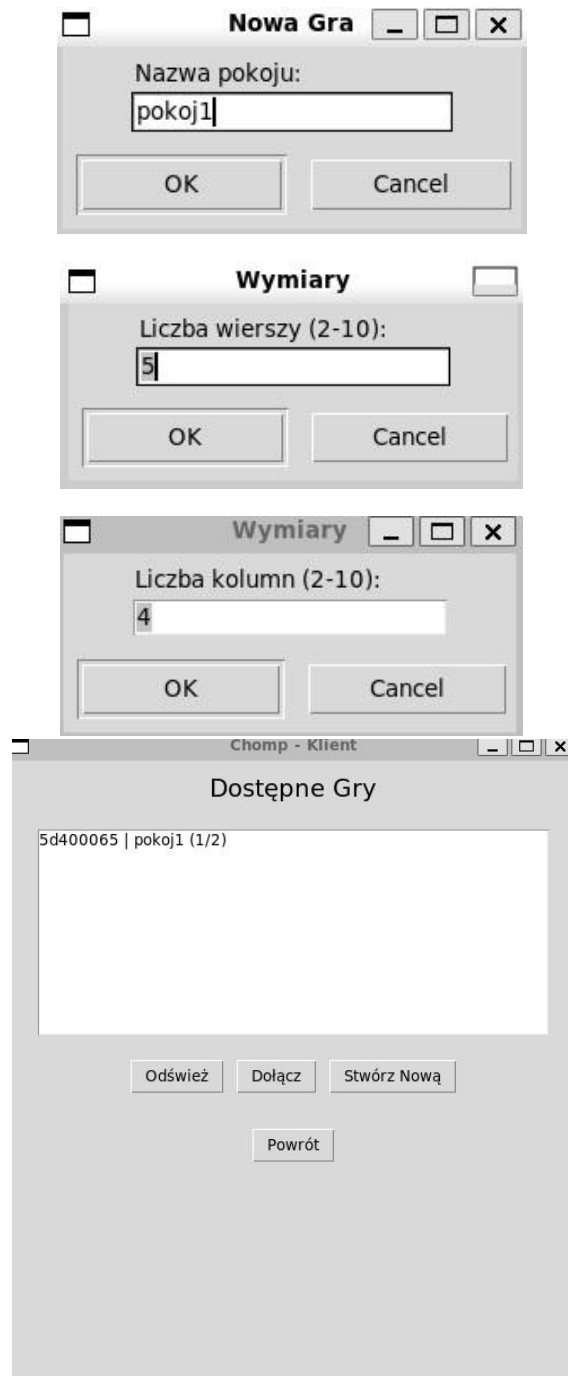 Nowa Gra
Nazwa pokoju:
pokoj1
OK Cancel
Wymiary
Liczba wierszy (2-10):
5
OK Cancel
Wymiary
Liczba kolumn (2-10):
4
OK Cancel
Chomp - Klient
Dostępne Gry
5d400065 | pokoj1 (1/2)
Odśwież Dołącz Stwórz Nową
Powrót